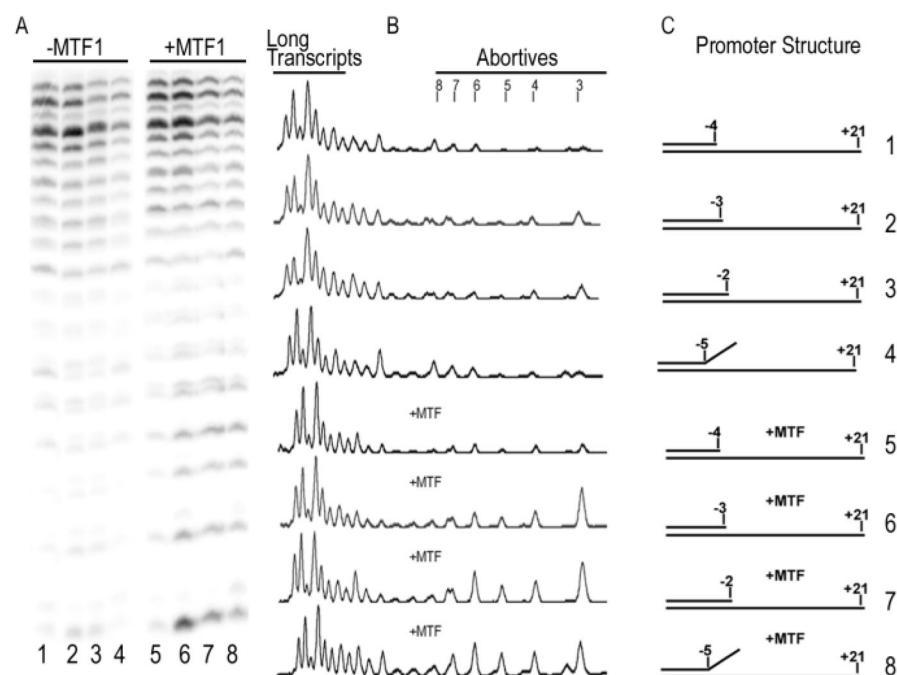 A
-MTF1
+MTF1
1 2 3 4 5 6 7 8
Long
Transcripts
B
Abortives
8 7 6 5 4 3
+MTF
+MTF
+MTF
+MTF
C
Promoter Structure
-4 +21 1
-3 +21 2
-2 +21 3
-5 +21 4
-4 +MTF +21 5
-3 +MTF +21 6
-2 +MTF +21 7
-5 +MTF +21 8